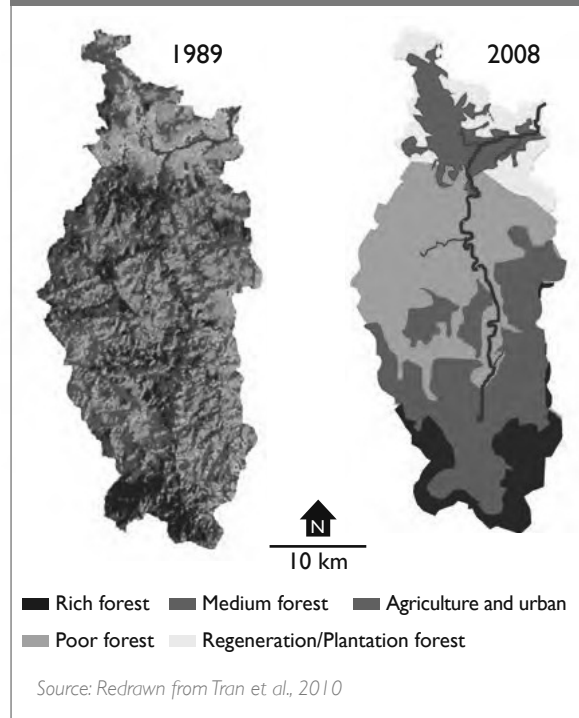 1989
2008
N
10 km
Rich forest Medium forest Agriculture and urban
Poor forest Regeneration/Plantation forest
Source: Redrawn from Tran et al., 2010